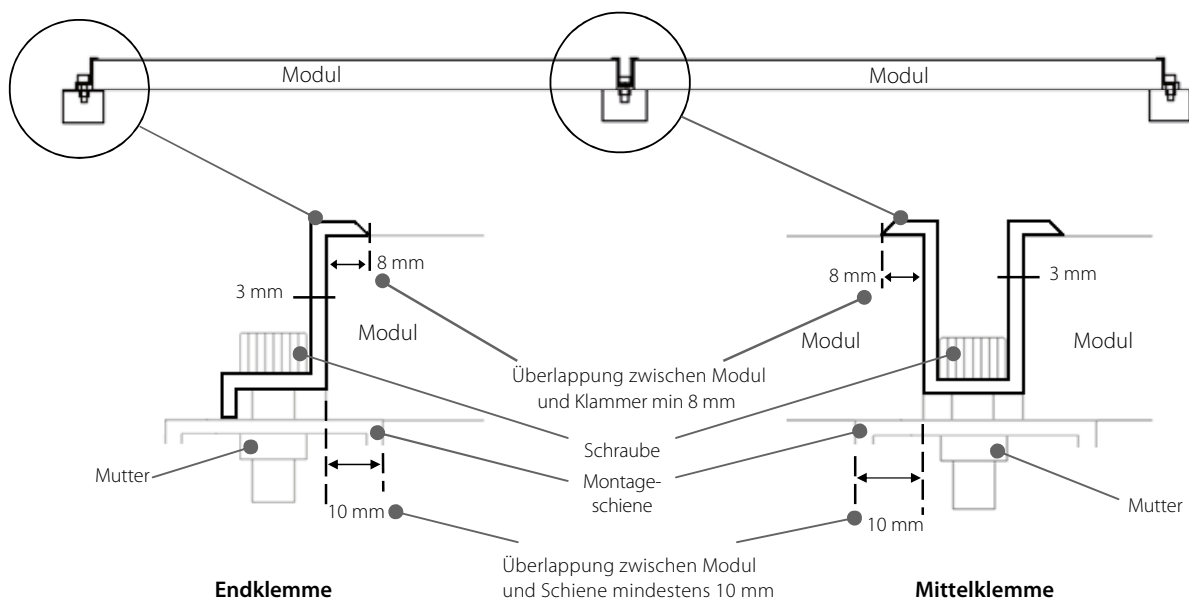 Modul
Modul
8 mm
8 mm
3 mm
3 mm
Modul
Modul
Modul
Überlappung zwischen Modul
und Klammer min 8 mm
Schraube
Mutter
Montage-
schiene
Mutter
10 mm
10 mm
Überlappung zwischen Modul
und Schiene mindestens 10 mm
Endklemme
Mittelklemme